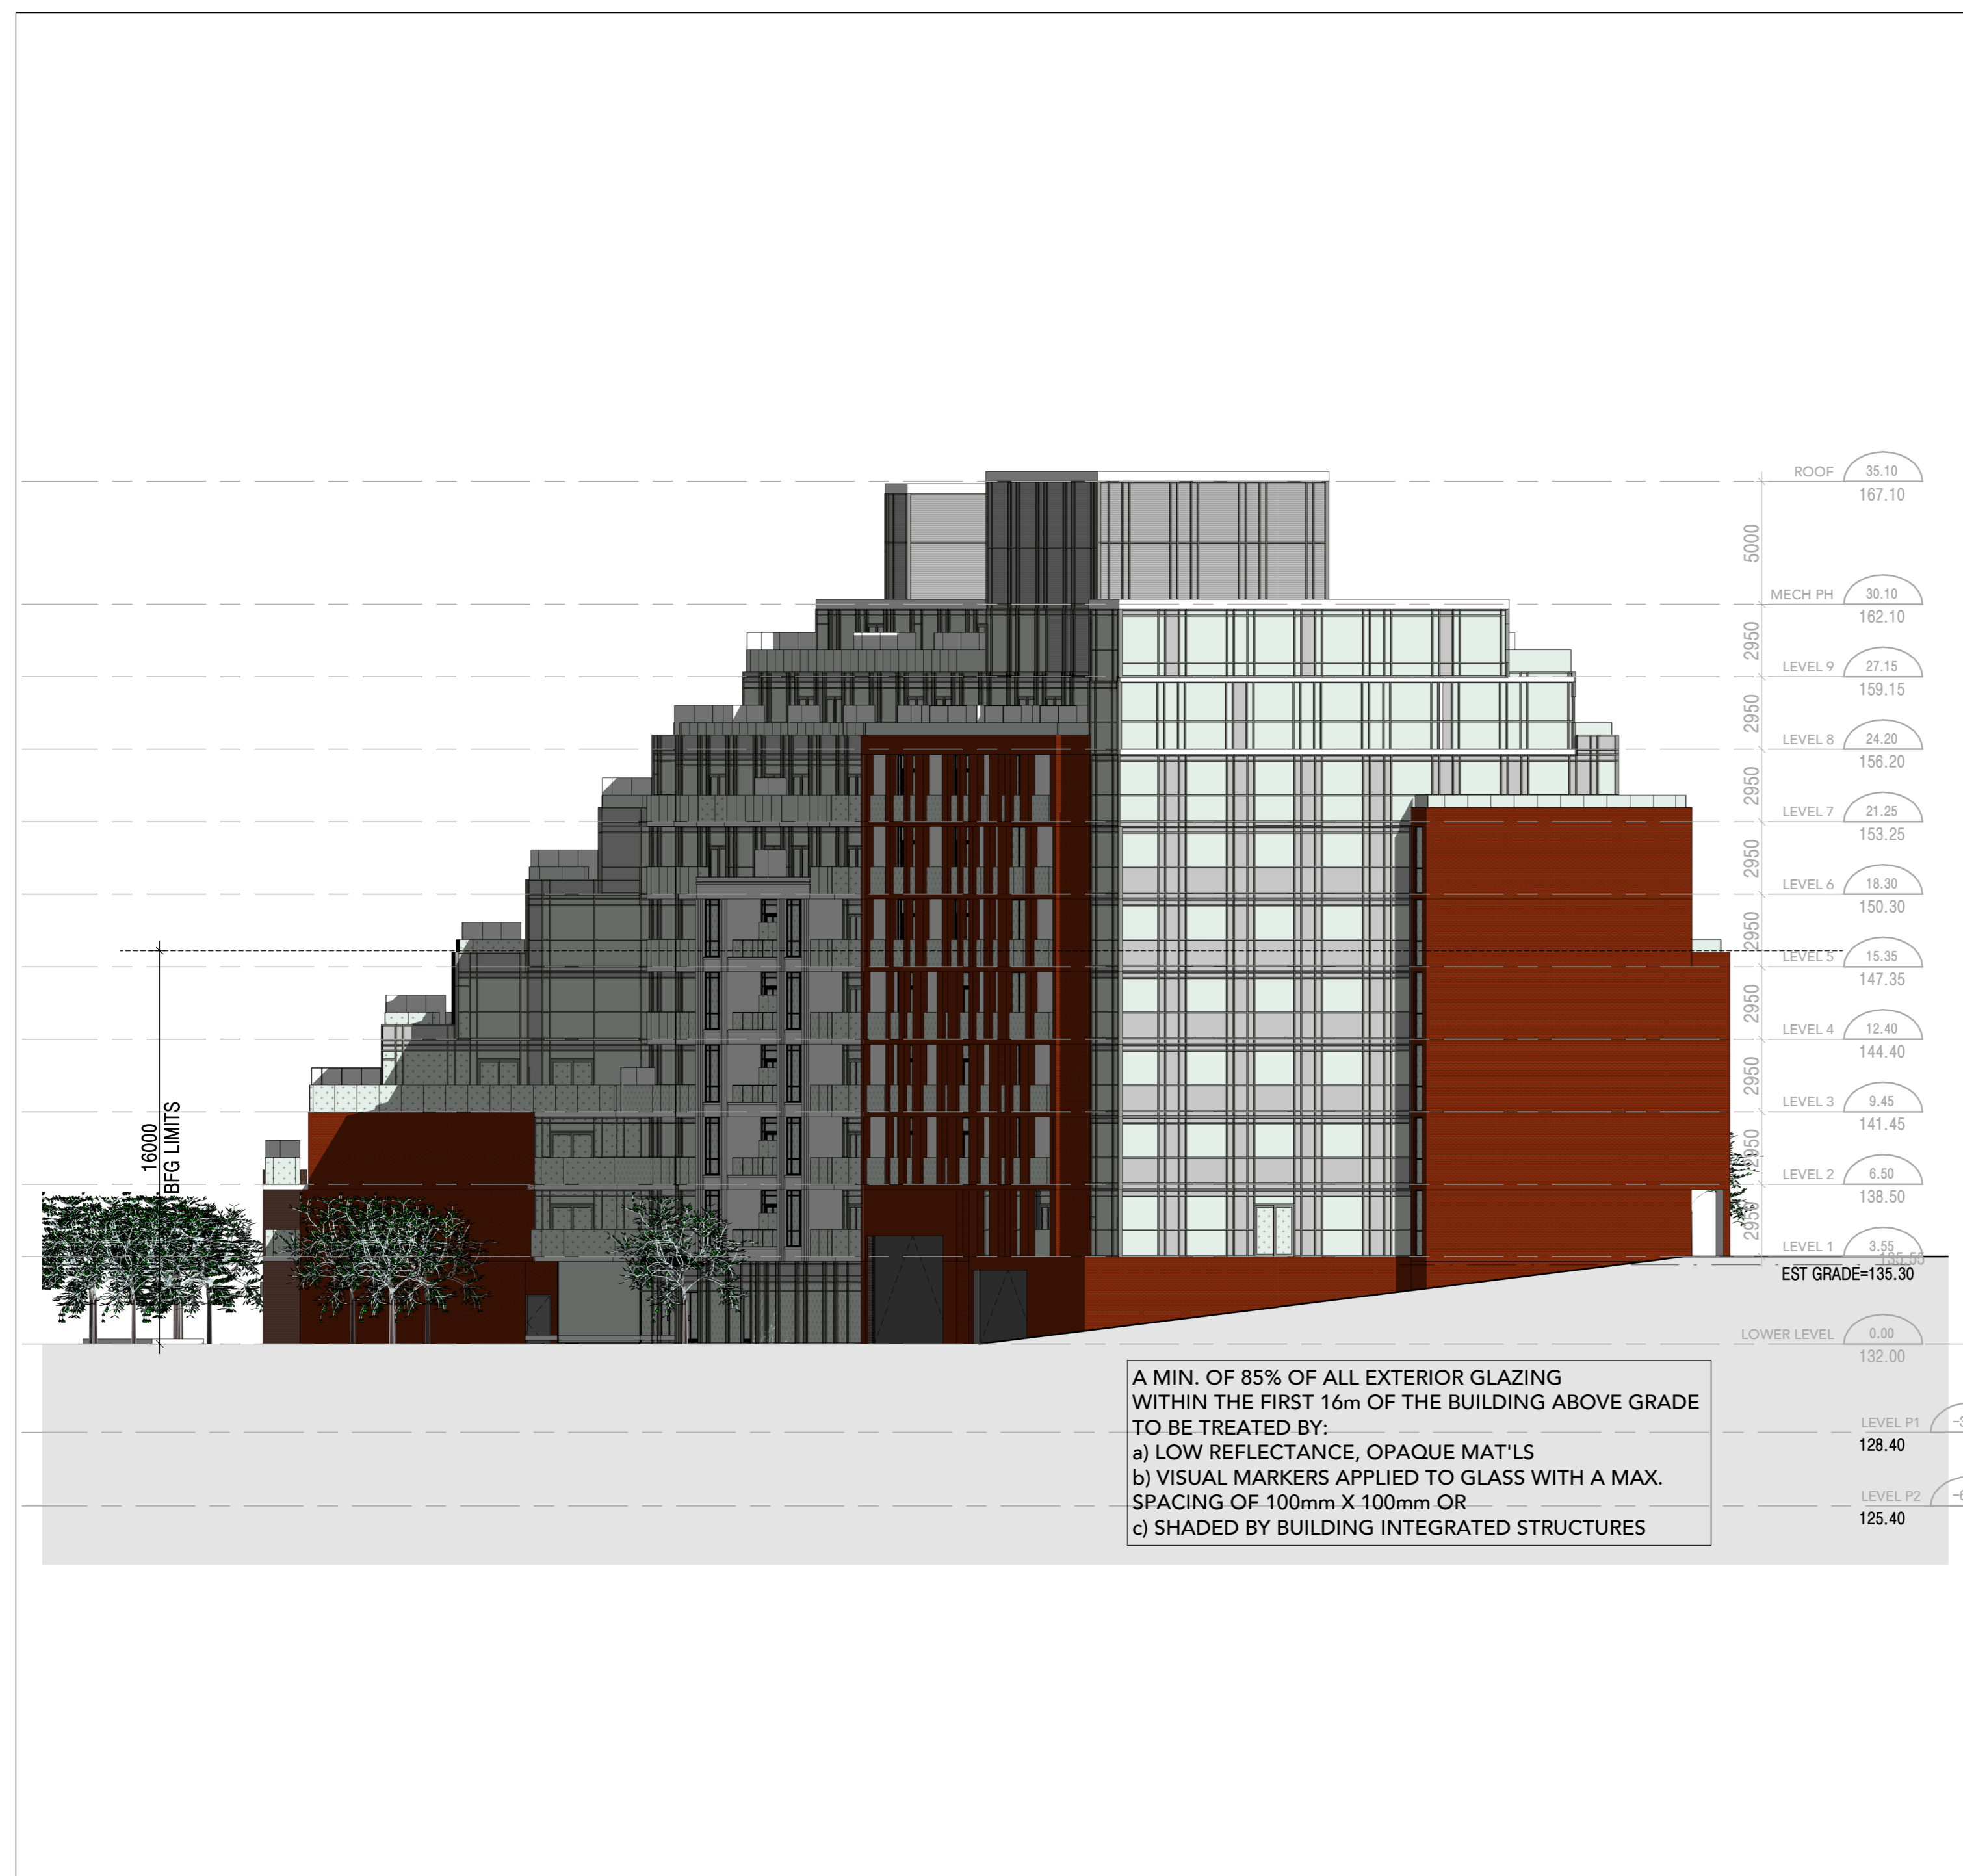 ROOF 35.10
167.10
5000
MECH PH 30.10
162.10
2950
LEVEL 9 27.15
159.15
2950
LEVEL 8 24.20
156.20
2950
LEVEL 7 21.25
153.25
2950
LEVEL 6 18.30
150.30
2950
LEVEL 5 15.35
147.35
2950
LEVEL 4 12.40
144.40
2950
LEVEL 3 9.45
141.45
2950
LEVEL 2 6.50
138.50
2950
LEVEL 1 3.55
135.55
EST GRADE=135.30
LOWER LEVEL 0.00
132.00
LEVEL P1
128.40
LEVEL P2
125.40
16000
BFG LIMITS
A MIN. OF 85% OF ALL EXTERIOR GLAZING
WITHIN THE FIRST 16m OF THE BUILDING ABOVE GRADE
TO BE TREATED BY:
a) LOW REFLECTANCE, OPAQUE MAT'LS
b) VISUAL MARKERS APPLIED TO GLASS WITH A MAX.
SPACING OF 100mm X 100mm OR
c) SHADED BY BUILDING INTEGRATED STRUCTURES